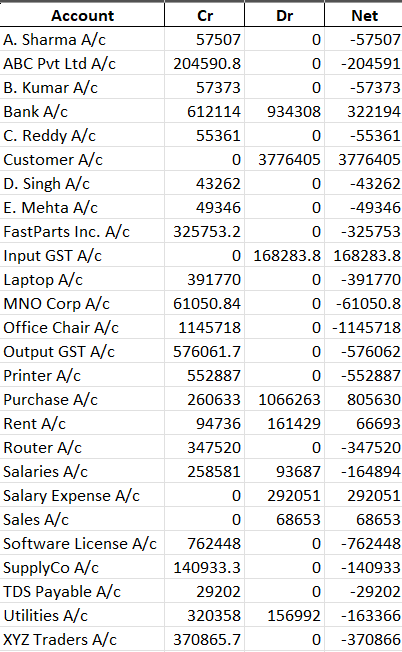 Account Cr Dr Net
A. Sharma A/c 57507 0 -57507
ABC Pvt Ltd A/c 204590.8 0 -204591
B. Kumar A/c 57373 0 -57373
Bank A/c 612114 934308 322194
C. Reddy A/c 55361 0 -55361
Customer A/c 0 3776405 3776405
D. Singh A/c 43262 0 -43262
E. Mehta A/c 49346 0 -49346
FastParts Inc. A/c 325753.2 0 -325753
Input GST A/c 0 168283.8 168283.8
Laptop A/c 391770 0 -391770
MNO Corp A/c 61050.84 0 -61050.8
Office Chair A/c 1145718 0 -1145718
Output GST A/c 576061.7 0 -576062
Printer A/c 552887 0 -552887
Purchase A/c 260633 1066263 805630
Rent A/c 94736 161429 66693
Router A/c 347520 0 -347520
Salaries A/c 258581 93687 -164894
Salary Expense A/c 0 292051 292051
Sales A/c 0 68653 68653
Software License A/c 762448 0 -762448
SupplyCo A/c 140933.3 0 -140933
TDS Payable A/c 29202 0 -29202
Utilities A/c 320358 156992 -163366
XYZ Traders A/c 370865.7 0 -370866